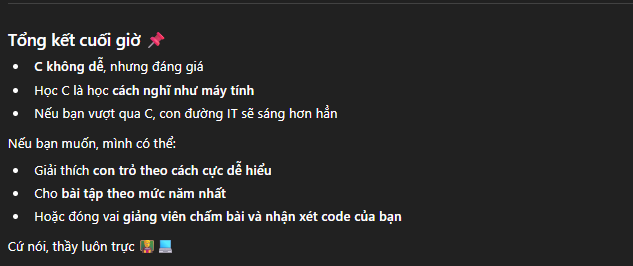 Tổng kết cuối giờ 📌
• C không dễ, nhưng đáng giá
• Học C là học cách nghĩ như máy tính
• Nếu bạn vượt qua C, con đường IT sẽ sáng hơn hẳn
Nếu bạn muốn, mình có thể:
• Giải thích con trỏ theo cách cực dễ hiểu
• Cho bài tập theo mức năm nhất
• Hoặc đóng vai giảng viên chấm bài và nhận xét code của bạn
Cứ nói, thầy luôn trực 👨‍🏫💻